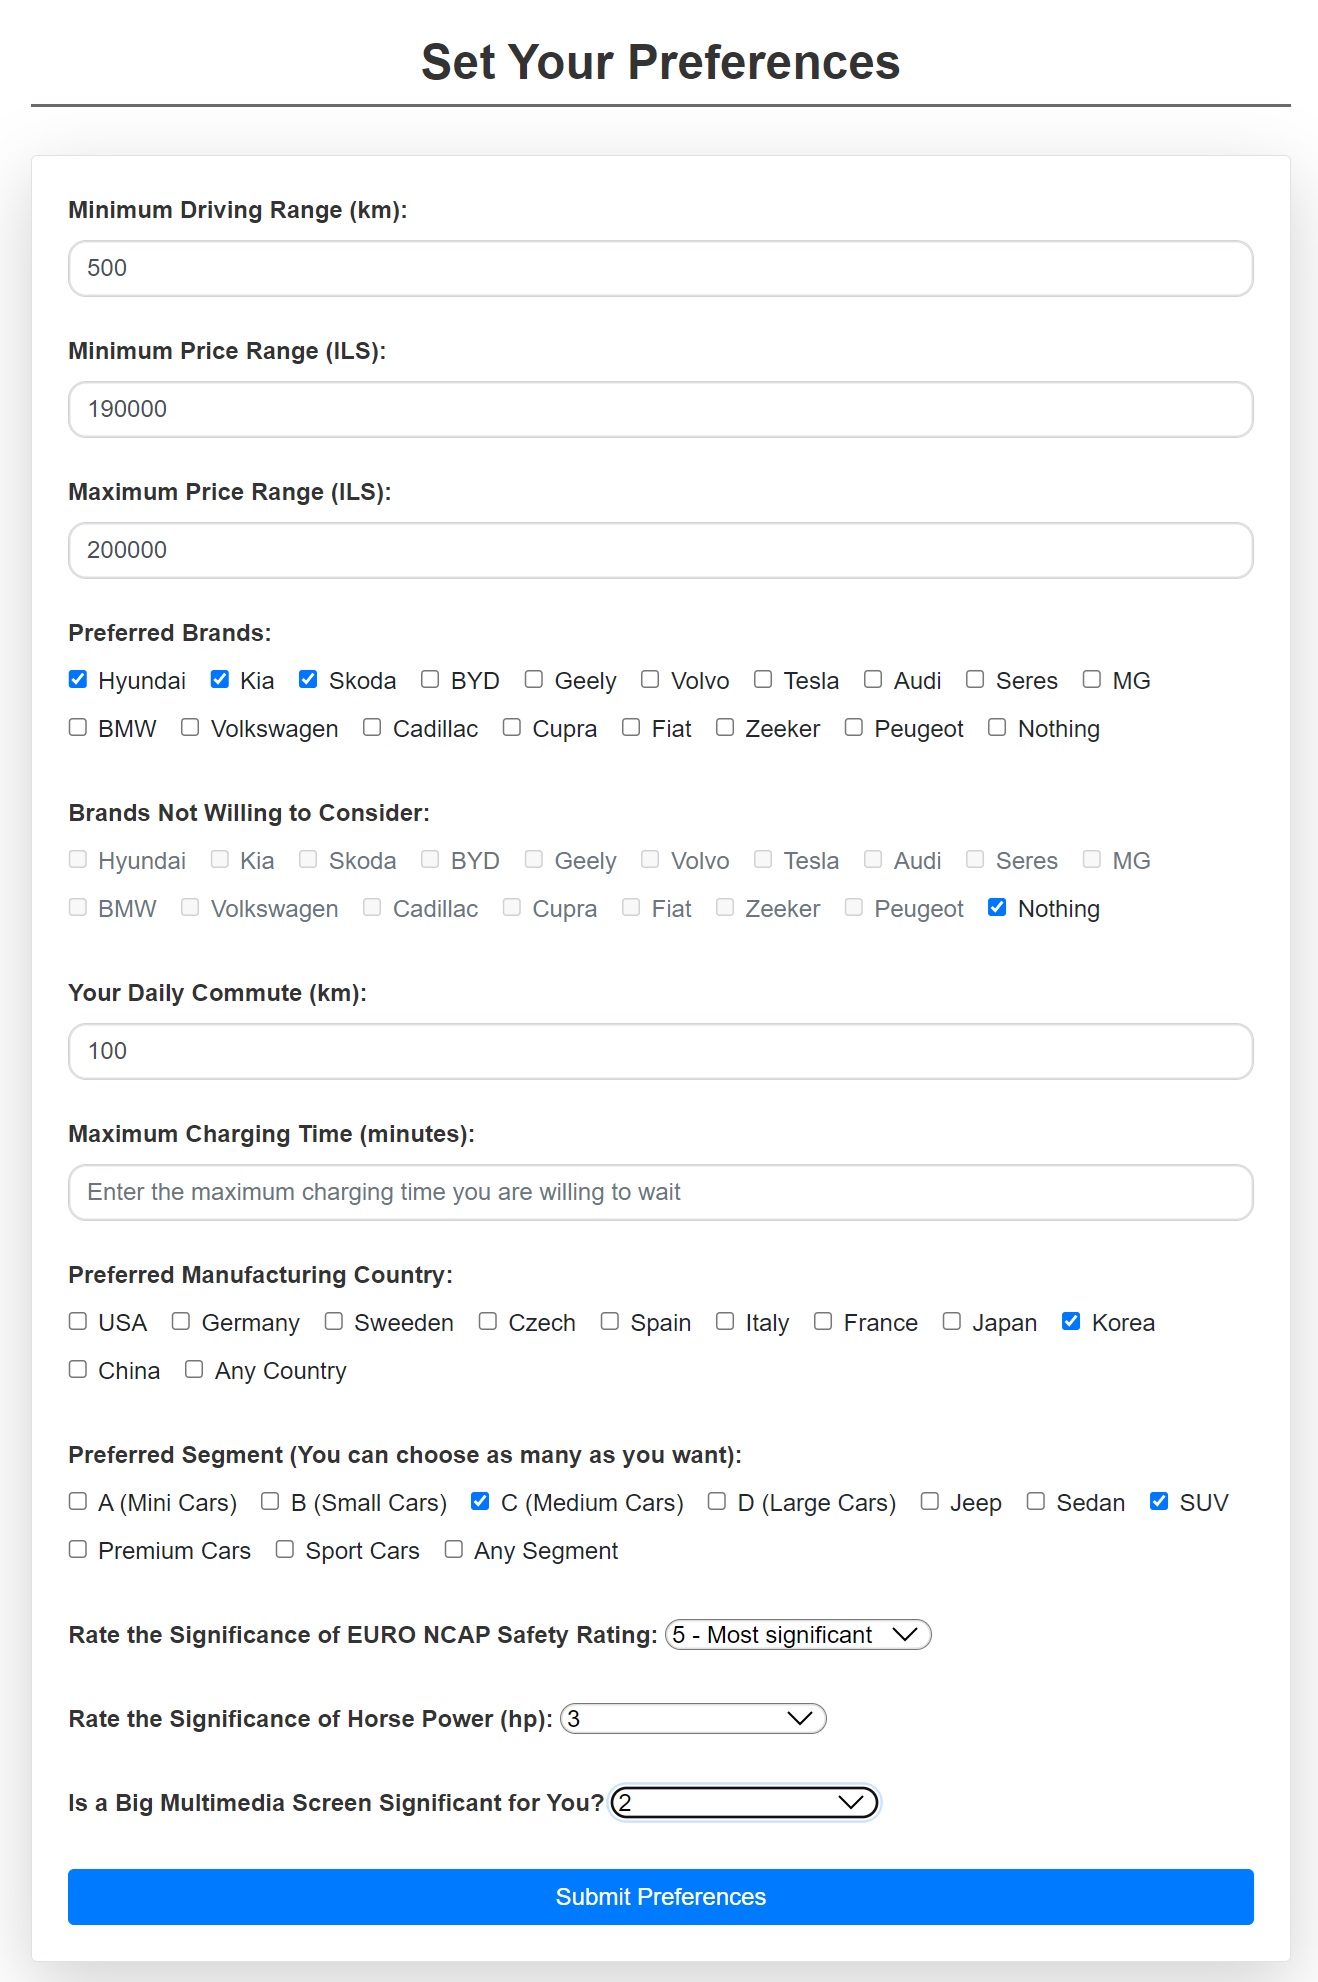 Set Your Preferences
Minimum Driving Range (km):
500
Minimum Price Range (ILS):
190000
Maximum Price Range (ILS):
200000
Preferred Brands:
Hyundai Kia Skoda BYD Geely Volvo Tesla Audi Seres MG
BMW Volkswagen Cadillac Cupra Fiat Zeeker Peugeot Nothing
Brands Not Willing to Consider:
Hyundai Kia Skoda BYD Geely Volvo Tesla Audi Seres MG
BMW Volkswagen Cadillac Cupra Fiat Zeeker Peugeot Nothing
Your Daily Commute (km):
100
Maximum Charging Time (minutes):
Enter the maximum charging time you are willing to wait
Preferred Manufacturing Country:
USA Germany Sweeden Czech Spain Italy France Japan Korea
China Any Country
Preferred Segment (You can choose as many as you want):
A (Mini Cars) B (Small Cars) C (Medium Cars) D (Large Cars) Jeep Sedan SUV
Premium Cars Sport Cars Any Segment
Rate the Significance of EURO NCAP Safety Rating: 5 - Most significant
Rate the Significance of Horse Power (hp): 3
Is a Big Multimedia Screen Significant for You? 2
Submit Preferences